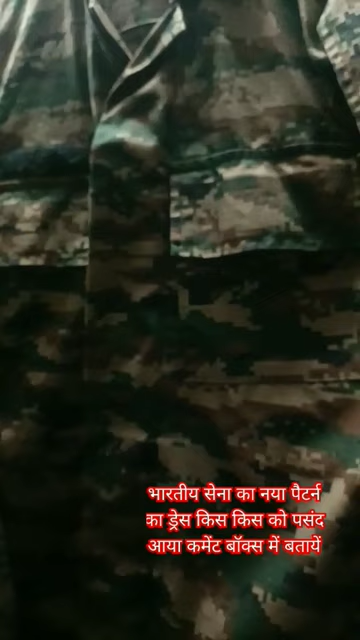 भारतीय सेना का नया पैटर्न
का ड्रेस किस किस को पसंद
आया कमेंट बॉक्स में बतायें